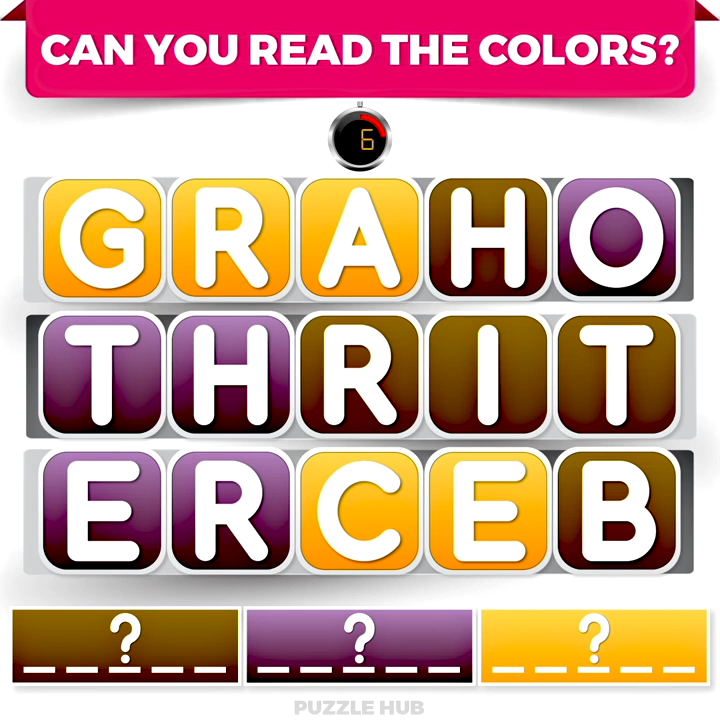 CAN YOU READ THE COLORS?
6
GRAHO
THRIT
ERCEB
? ? ?
_ _ _ _ _ _ _ _ _ _ _ _ _ _ _
PUZZLE HUB